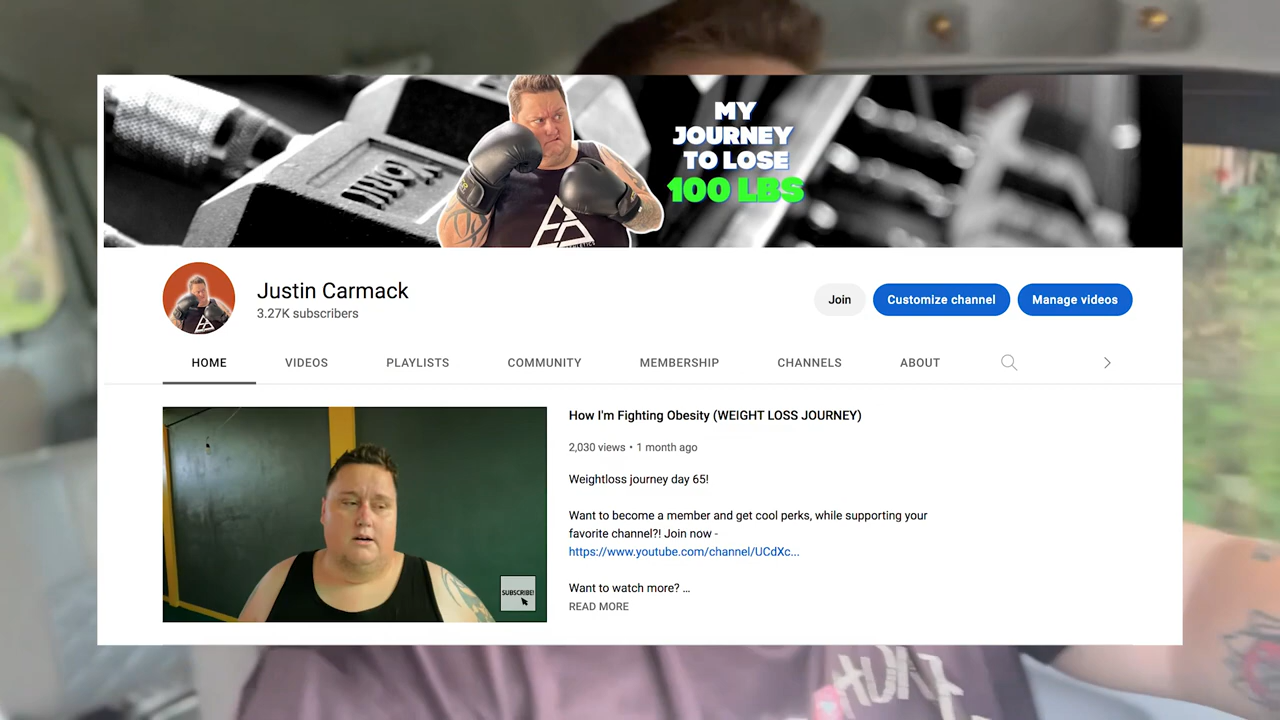 MY
JOURNEY
TO LOSE
100 LBS
YORK
Justin Carmack
3.27K subscribers
Join
Customize channel
Manage videos
HOME
VIDEOS
PLAYLISTS
COMMUNITY
MEMBERSHIP
CHANNELS
ABOUT
How I'm Fighting Obesity (WEIGHT LOSS JOURNEY)
2,030 views • 1 month ago
Weightloss journey day 65!
Want to become a member and get cool perks, while supporting your
favorite channel?! Join now -
https://www.youtube.com/channel/UCdXc...
Want to watch more? ...
READ MORE
SUBSCRIBE!